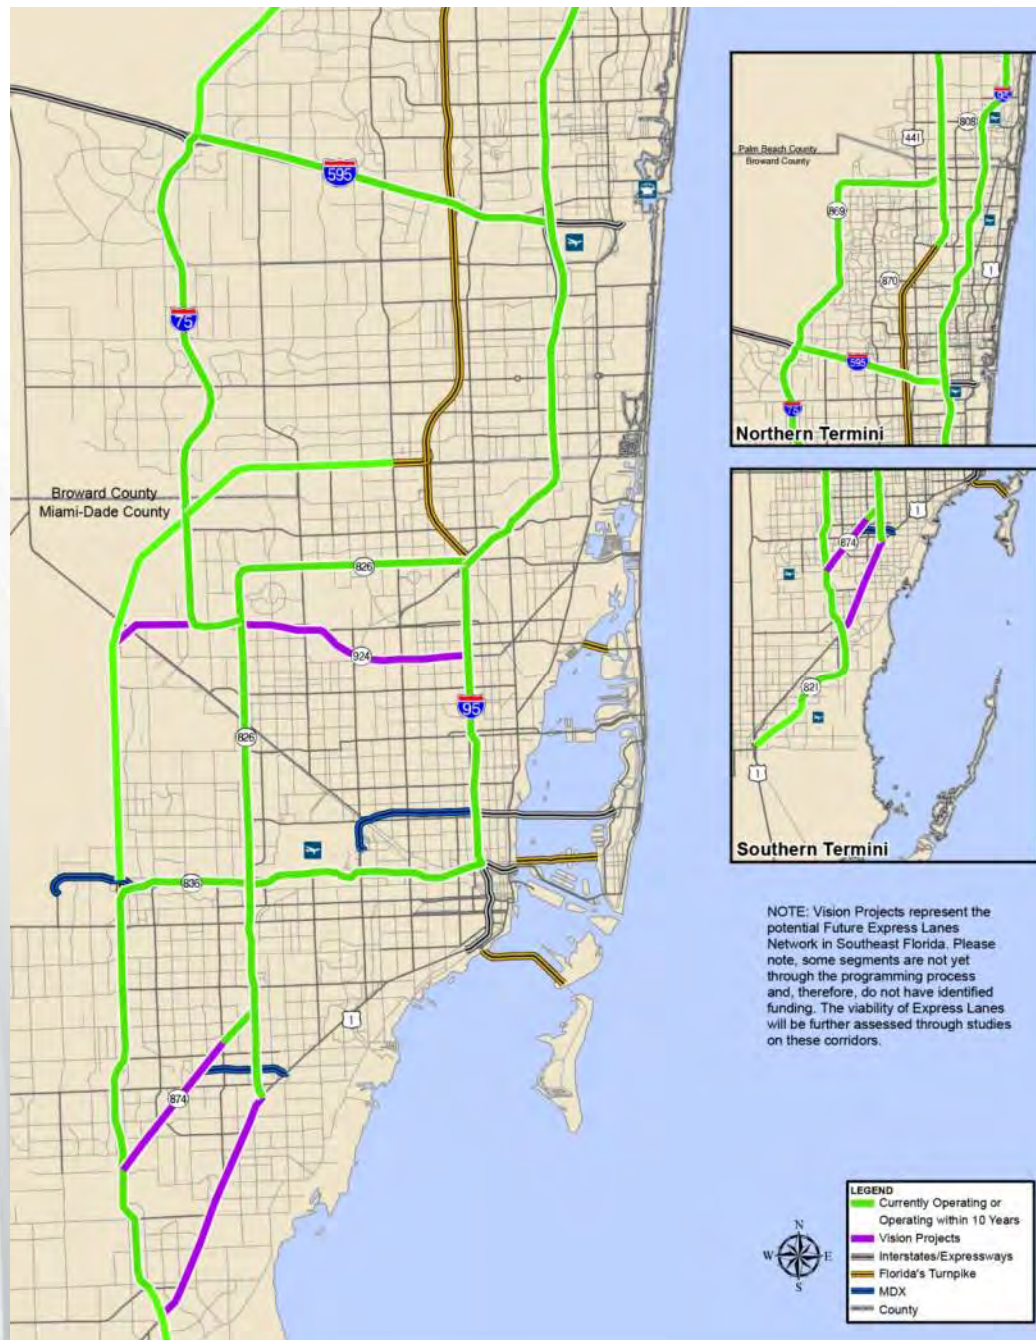 595
75
Broward County
Miami-Dade County
826
924
95
826
836
1
874
95
808
441
Palm Beach County
Broward County
869
1
870
595
75
Northern Termini
1
874
821
1
Southern Termini
NOTE: Vision Projects represent the
potential Future Express Lanes
Network in Southeast Florida. Please
note, some segments are not yet
through the programming process
and, therefore, do not have identified
funding. The viability of Express Lanes
will be further assessed through studies
on these corridors.
N
W E
S
LEGEND
Currently Operating or
Operating within 10 Years
Vision Projects
Interstates/Expressways
Florida's Turnpike
MDX
County